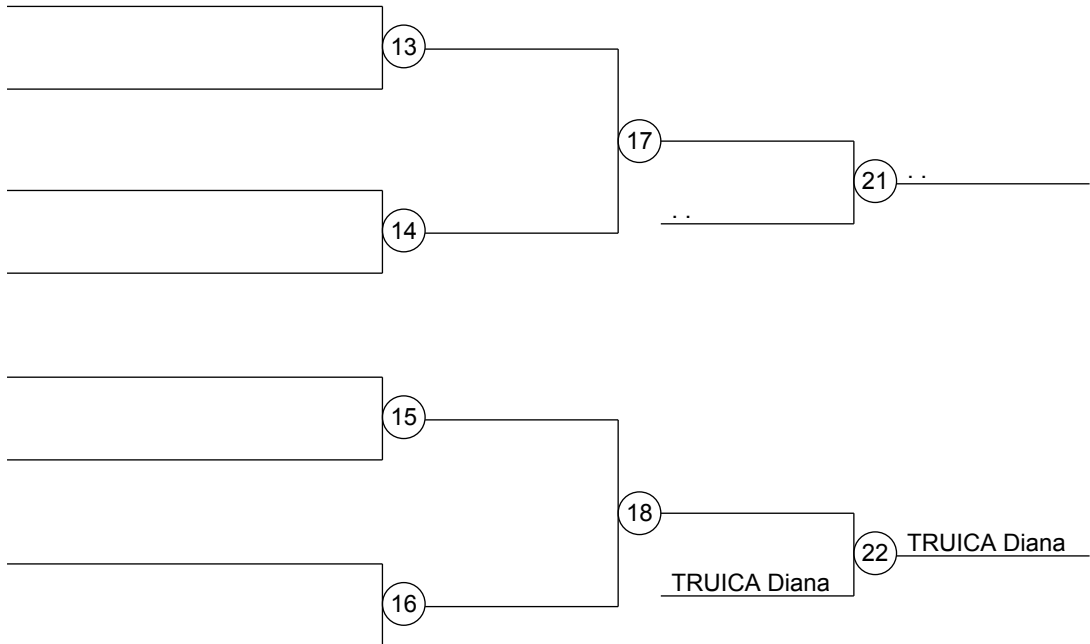 13
17
21 . .
. .
14
15
18
22 TRUICA Diana
TRUICA Diana
16